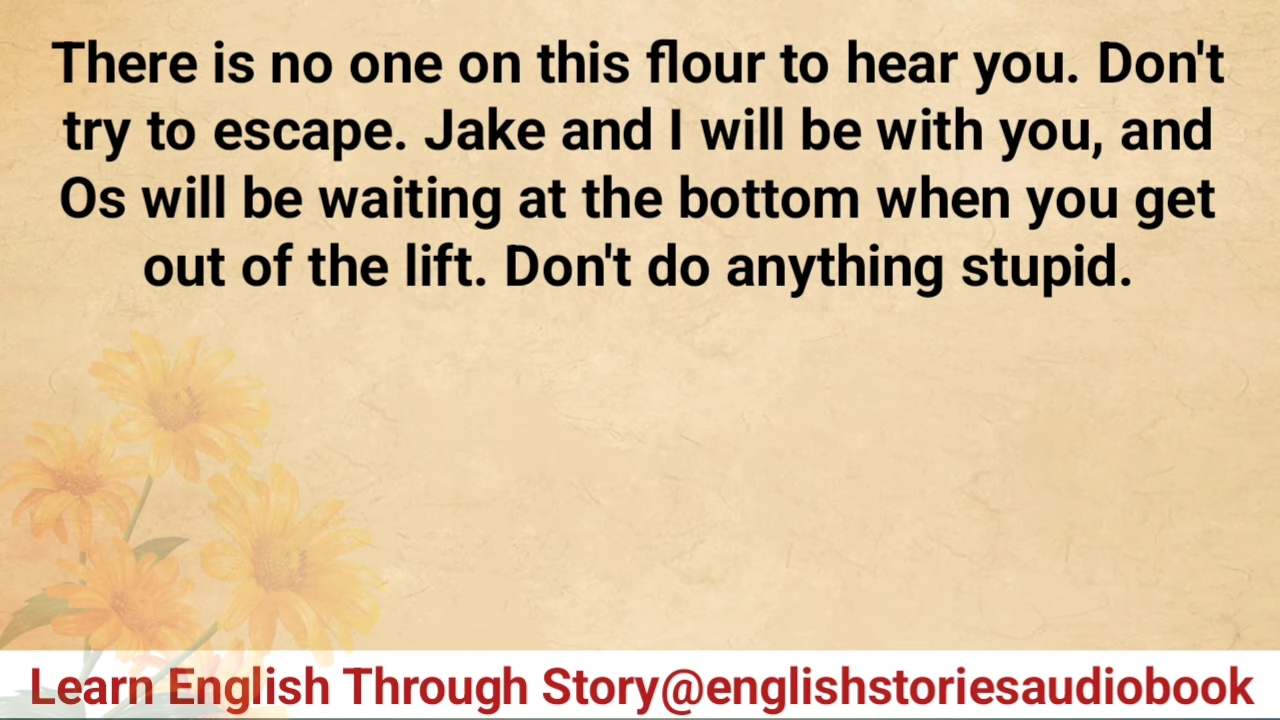 There is no one on this flour to hear you. Don't
try to escape. Jake and I will be with you, and
Os will be waiting at the bottom when you get
out of the lift. Don't do anything stupid.
Learn English Through Story@englishstoriesaudiobook